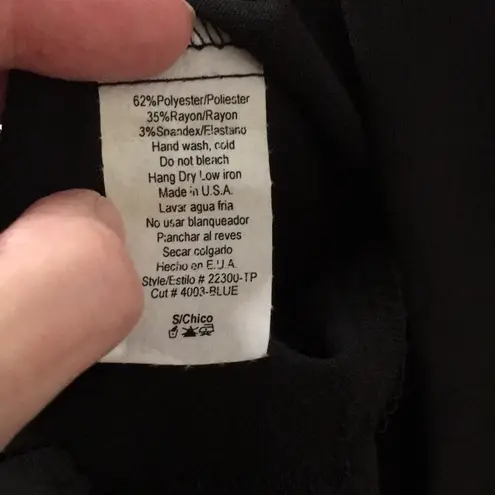 62%Polyester/Poliester
35%Rayon/Rayon
3%Spandex/Elastano
Hand wash, cold
Do not bleach
Hang Dry Low iron
Made in U.S.A.
Lavar agua fria
No usar blanqueador
Planchar al reves
Secar colgado
Hecho en E.U.A.
Style/Estilo # 22300-TP
Cut # 4003-BLUE
S/Chico